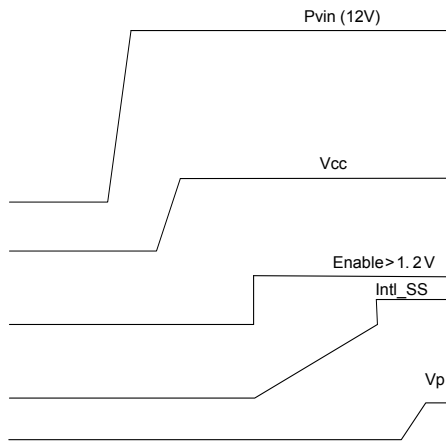 Pvin (12V)
Vcc
Enable>1.2V
Intl_SS
Vp